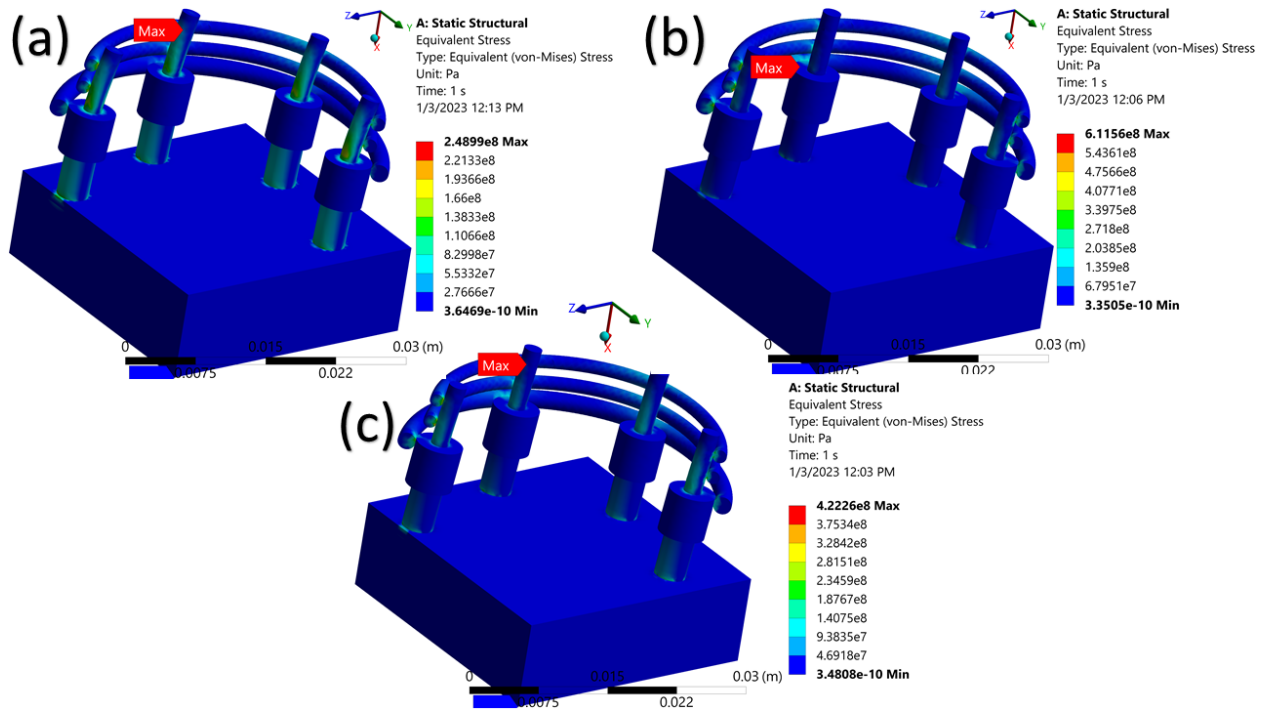 (a)
Max
Z
Y
X
A: Static Structural
Equivalent Stress
Type: Equivalent (von-Mises) Stress
Unit: Pa
Time: 1 s
1/3/2023 12:13 PM
2.4899e8 Max
2.2133e8
1.9366e8
1.66e8
1.3833e8
1.1066e8
8.2998e7
5.5332e7
2.7666e7
3.6469e-10 Min
0
0.015
0.03 (m)
0.0075
0.022
(b)
Max
Z
Y
X
A: Static Structural
Equivalent Stress
Type: Equivalent (von-Mises) Stress
Unit: Pa
Time: 1 s
1/3/2023 12:06 PM
6.1156e8 Max
5.4361e8
4.7566e8
4.0771e8
3.3975e8
2.718e8
2.0385e8
1.359e8
6.7951e7
3.3505e-10 Min
0
0.015
0.03 (m)
0.0075
0.022
(c)
Max
Z
Y
X
A: Static Structural
Equivalent Stress
Type: Equivalent (von-Mises) Stress
Unit: Pa
Time: 1 s
1/3/2023 12:03 PM
4.2226e8 Max
3.7534e8
3.2842e8
2.8151e8
2.3459e8
1.8767e8
1.4075e8
9.3835e7
4.6918e7
3.4808e-10 Min
0
0.015
0.03 (m)
0.0075
0.022